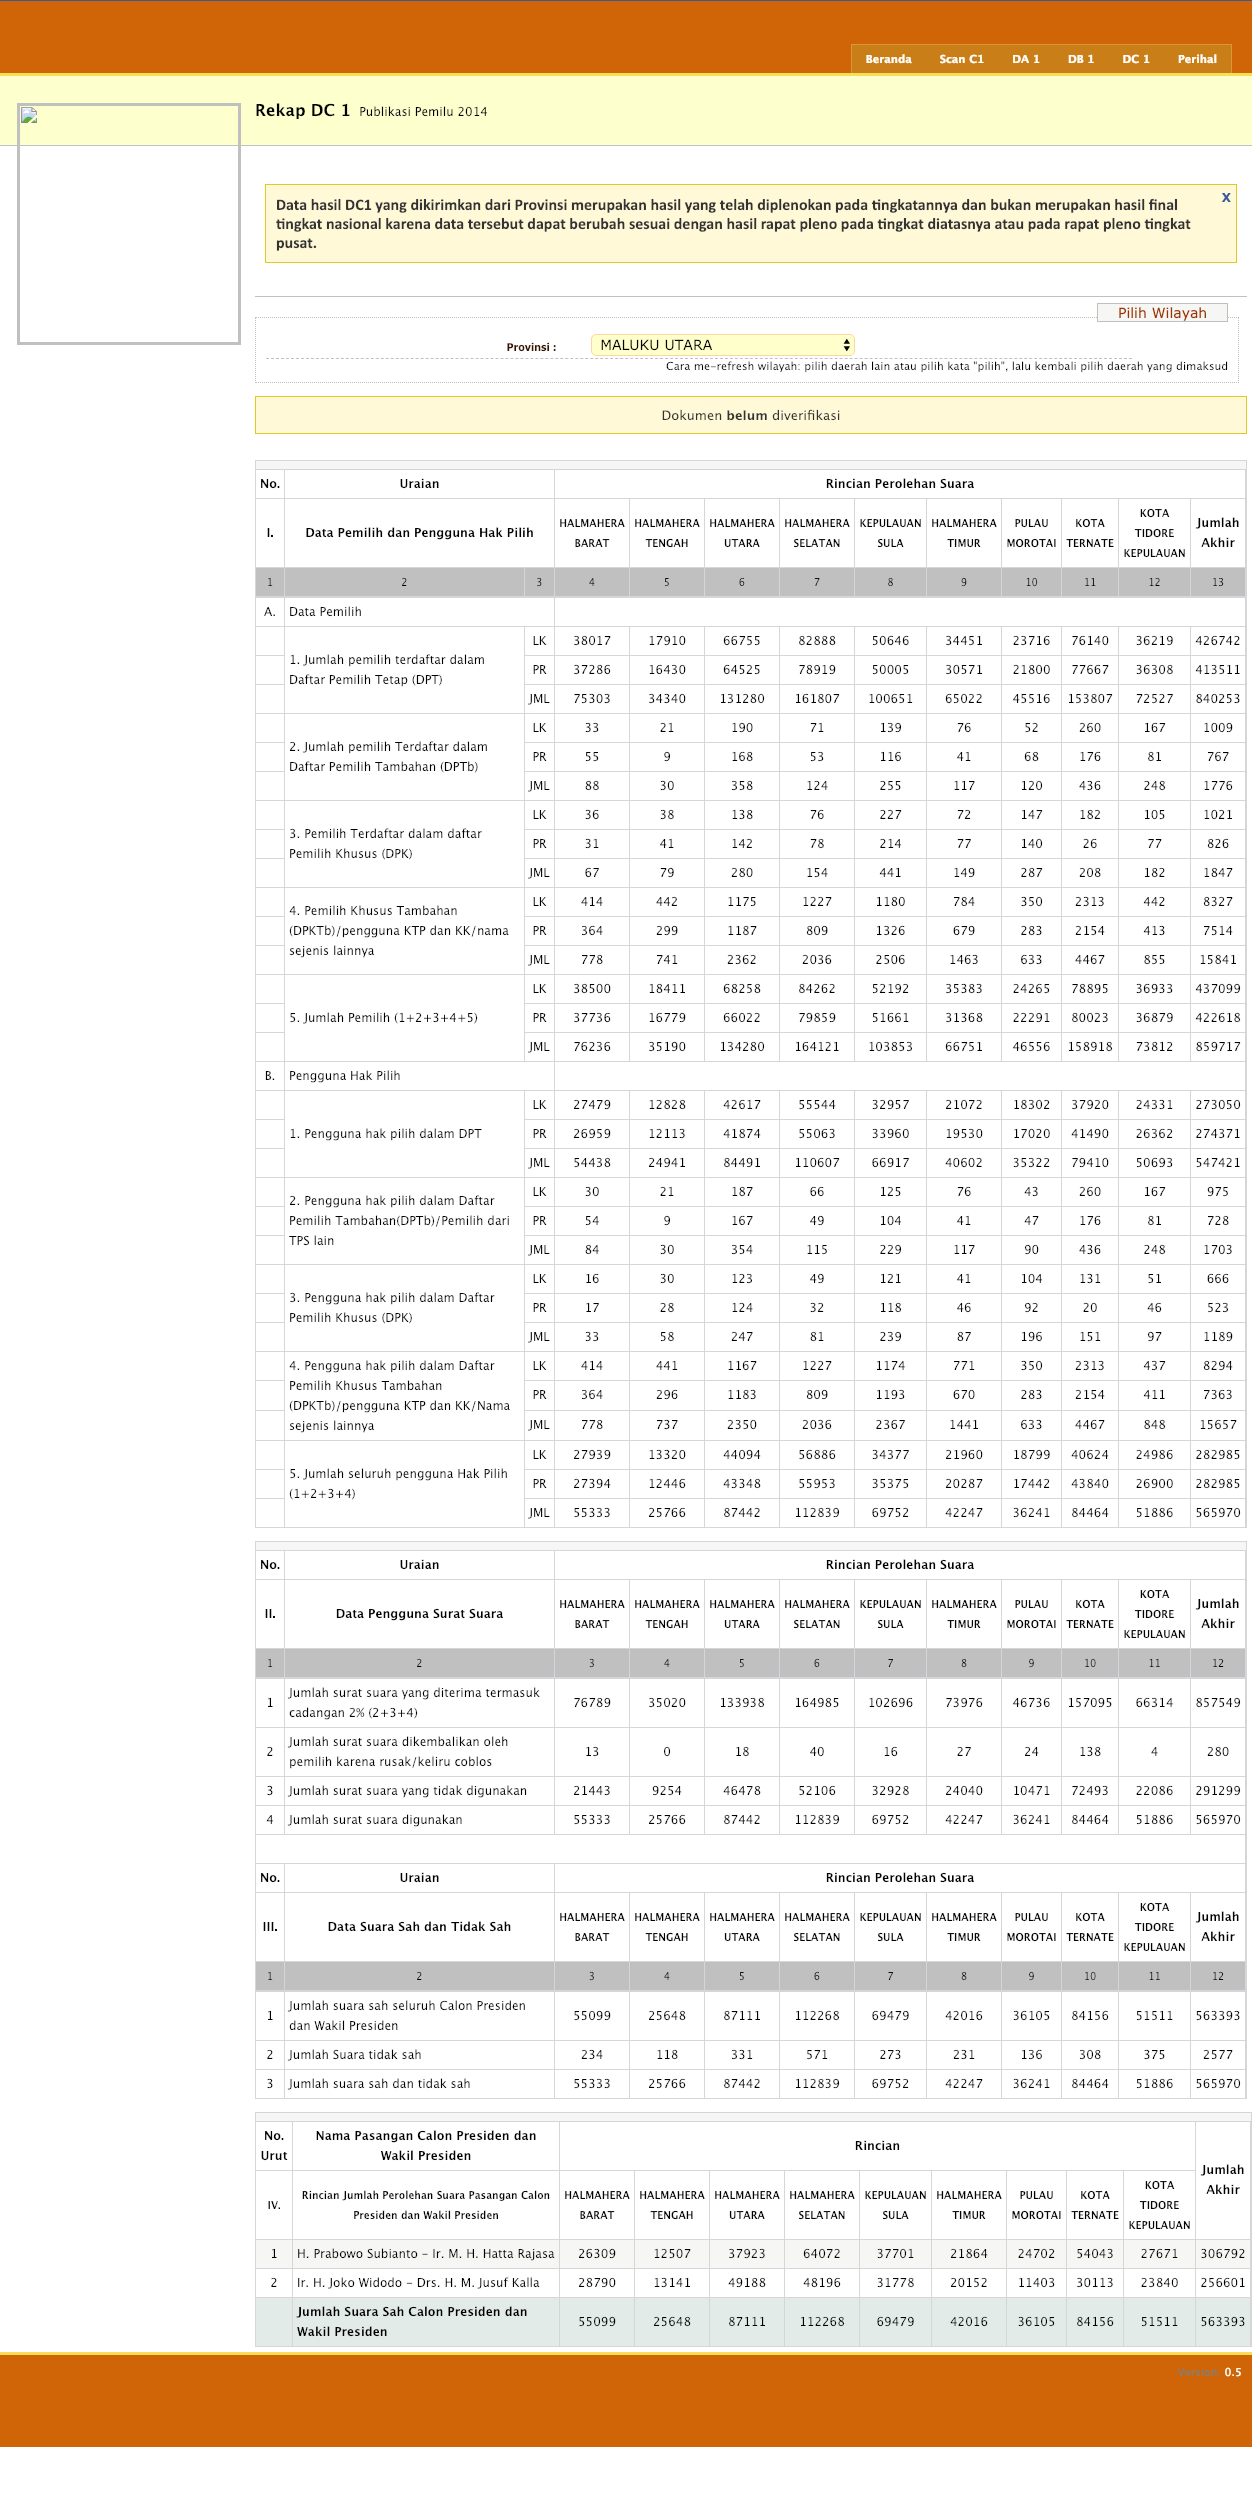 Beranda Scan C1 DA 1 DB 1 DC 1 Perihal
Rekap DC 1 Publikasi Pemilu 2014
x
Data hasil DC1 yang dikirimkan dari Provinsi merupakan hasil yang telah diplenokan pada tingkatannya dan bukan merupakan hasil final
tingkat nasional karena data tersebut dapat berubah sesuai dengan hasil rapat pleno pada tingkat diatasnya atau pada rapat pleno tingkat
pusat.
Pilih Wilayah
Provinsi : MALUKU UTARA
Cara me-refresh wilayah: pilih daerah lain atau pilih kata "pilih", lalu kembali pilih daerah yang dimaksud
Dokumen belum diverifikasi
No. Uraian Rincian Perolehan Suara
I. Data Pemilih dan Pengguna Hak Pilih HALMAHERA BARAT HALMAHERA TENGAH HALMAHERA UTARA HALMAHERA SELATAN KEPULAUAN SULA HALMAHERA TIMUR PULAU MOROTAI KOTA TERNATE KOTA TIDORE KEPULAUAN Jumlah Akhir
1 2 3 4 5 6 7 8 9 10 11 12 13
A. Data Pemilih
1. Jumlah pemilih terdaftar dalam
Daftar Pemilih Tetap (DPT)
LK 38017 17910 66755 82888 50646 34451 23716 76140 36219 426742
PR 37286 16430 64525 78919 50005 30571 21800 77667 36308 413511
JML 75303 34340 131280 161807 100651 65022 45516 153807 72527 840253
2. Jumlah pemilih Terdaftar dalam
Daftar Pemilih Tambahan (DPTb)
LK 33 21 190 71 139 76 52 260 167 1009
PR 55 9 168 53 116 41 68 176 81 767
JML 88 30 358 124 255 117 120 436 248 1776
3. Pemilih Terdaftar dalam daftar
Pemilih Khusus (DPK)
LK 36 38 138 76 227 72 147 182 105 1021
PR 31 41 142 78 214 77 140 26 77 826
JML 67 79 280 154 441 149 287 208 182 1847
4. Pemilih Khusus Tambahan
(DPKTb)/pengguna KTP dan KK/nama
sejenis lainnya
LK 414 442 1175 1227 1180 784 350 2313 442 8327
PR 364 299 1187 809 1326 679 283 2154 413 7514
JML 778 741 2362 2036 2506 1463 633 4467 855 15841
5. Jumlah Pemilih (1+2+3+4+5)
LK 38500 18411 68258 84262 52192 35383 24265 78895 36933 437099
PR 37736 16779 66022 79859 51661 31368 22291 80023 36879 422618
JML 76236 35190 134280 164121 103853 66751 46556 158918 73812 859717
B. Pengguna Hak Pilih
1. Pengguna hak pilih dalam DPT
LK 27479 12828 42617 55544 32957 21072 18302 37920 24331 273050
PR 26959 12113 41874 55063 33960 19530 17020 41490 26362 274371
JML 54438 24941 84491 110607 66917 40602 35322 79410 50693 547421
2. Pengguna hak pilih dalam Daftar
Pemilih Tambahan(DPTb)/Pemilih dari
TPS lain
LK 30 21 187 66 125 76 43 260 167 975
PR 54 9 167 49 104 41 47 176 81 728
JML 84 30 354 115 229 117 90 436 248 1703
3. Pengguna hak pilih dalam Daftar
Pemilih Khusus (DPK)
LK 16 30 123 49 121 41 104 131 51 666
PR 17 28 124 32 118 46 92 20 46 523
JML 33 58 247 81 239 87 196 151 97 1189
4. Pengguna hak pilih dalam Daftar
Pemilih Khusus Tambahan
(DPKTb)/pengguna KTP dan KK/Nama
sejenis lainnya
LK 414 441 1167 1227 1174 771 350 2313 437 8294
PR 364 296 1183 809 1193 670 283 2154 411 7363
JML 778 737 2350 2036 2367 1441 633 4467 848 15657
5. Jumlah seluruh pengguna Hak Pilih
(1+2+3+4)
LK 27939 13320 44094 56886 34377 21960 18799 40624 24986 282985
PR 27394 12446 43348 55953 35375 20287 17442 43840 26900 282985
JML 55333 25766 87442 112839 69752 42247 36241 84464 51886 565970
No. Uraian Rincian Perolehan Suara
II. Data Pengguna Surat Suara HALMAHERA BARAT HALMAHERA TENGAH HALMAHERA UTARA HALMAHERA SELATAN KEPULAUAN SULA HALMAHERA TIMUR PULAU MOROTAI KOTA TERNATE KOTA TIDORE KEPULAUAN Jumlah Akhir
1 2 3 4 5 6 7 8 9 10 11 12
1 Jumlah surat suara yang diterima termasuk
cadangan 2% (2+3+4)
76789 35020 133938 164985 102696 73976 46736 157095 66314 857549
2 Jumlah surat suara dikembalikan oleh
pemilih karena rusak/keliru coblos
13 0 18 40 16 27 24 138 4 280
3 Jumlah surat suara yang tidak digunakan 21443 9254 46478 52106 32928 24040 10471 72493 22086 291299
4 Jumlah surat suara digunakan 55333 25766 87442 112839 69752 42247 36241 84464 51886 565970
No. Uraian Rincian Perolehan Suara
III. Data Suara Sah dan Tidak Sah HALMAHERA BARAT HALMAHERA TENGAH HALMAHERA UTARA HALMAHERA SELATAN KEPULAUAN SULA HALMAHERA TIMUR PULAU MOROTAI KOTA TERNATE KOTA TIDORE KEPULAUAN Jumlah Akhir
1 2 3 4 5 6 7 8 9 10 11 12
1 Jumlah suara sah seluruh Calon Presiden
dan Wakil Presiden
55099 25648 87111 112268 69479 42016 36105 84156 51511 563393
2 Jumlah Suara tidak sah 234 118 331 571 273 231 136 308 375 2577
3 Jumlah suara sah dan tidak sah 55333 25766 87442 112839 69752 42247 36241 84464 51886 565970
No. Urut Nama Pasangan Calon Presiden dan Wakil Presiden Rincian Jumlah Akhir
IV. Rincian Jumlah Perolehan Suara Pasangan Calon Presiden dan Wakil Presiden HALMAHERA BARAT HALMAHERA TENGAH HALMAHERA UTARA HALMAHERA SELATAN KEPULAUAN SULA HALMAHERA TIMUR PULAU MOROTAI KOTA TERNATE KOTA TIDORE KEPULAUAN
1 H. Prabowo Subianto - Ir. M. H. Hatta Rajasa 26309 12507 37923 64072 37701 21864 24702 54043 27671 306792
2 Ir. H. Joko Widodo - Drs. H. M. Jusuf Kalla 28790 13141 49188 48196 31778 20152 11403 30113 23840 256601
Jumlah Suara Sah Calon Presiden dan
Wakil Presiden
55099 25648 87111 112268 69479 42016 36105 84156 51511 563393
Version 0.5